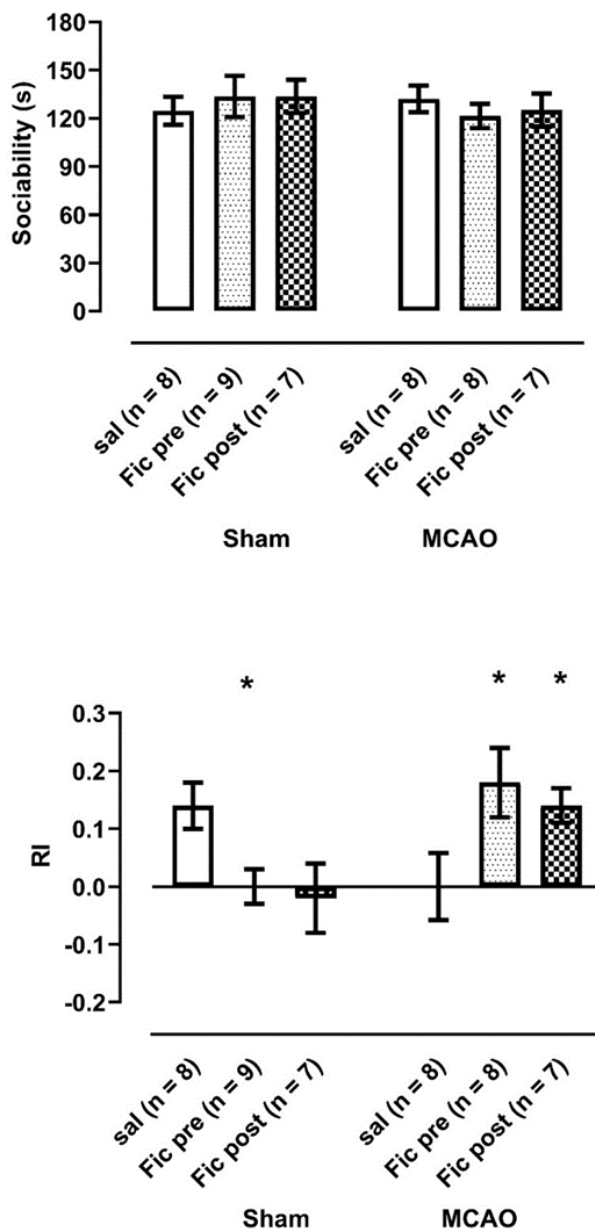 Sociability (s)
180
150
120
90
60
30
0
sal (n = 8)
Fic pre (n = 9)
Fic post (n = 7)
sal (n = 8)
Fic pre (n = 8)
Fic post (n = 7)
Sham
MCAO
* * *
RI
0.3
0.2
0.1
0.0
-0.1
-0.2
sal (n = 8)
Fic pre (n = 9)
Fic post (n = 7)
sal (n = 8)
Fic pre (n = 8)
Fic post (n = 7)
Sham
MCAO